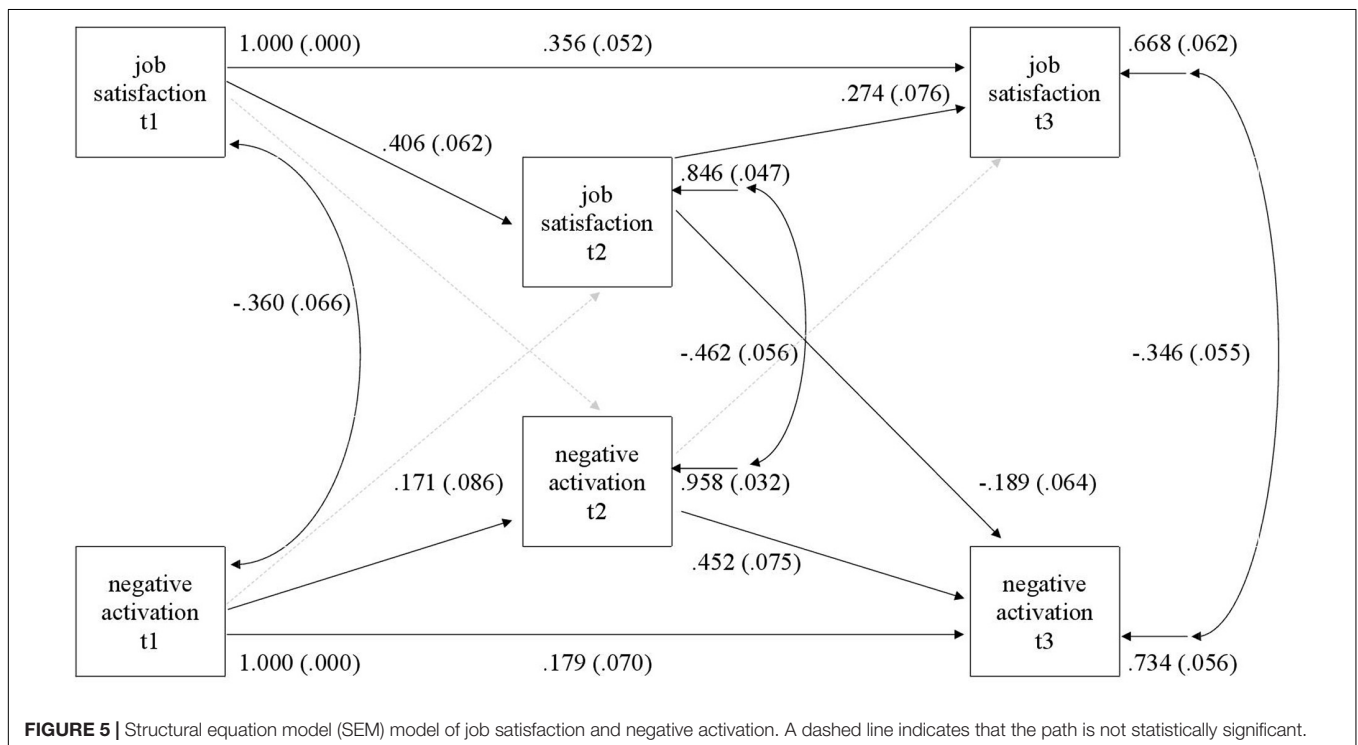 job
satisfaction
t1
1.000 (.000)
.356 (.052)
job
satisfaction
t3
.668 (.062)
.274 (.076)
.406 (.062)
job
satisfaction
t2
.846 (.047)
-.360 (.066)
-.462 (.056)
-.346 (.055)
negative
activation
t2
.171 (.086)
.958 (.032)
-.189 (.064)
.452 (.075)
negative
activation
t1
1.000 (.000)
.179 (.070)
negative
activation
t3
.734 (.056)
FIGURE 5 | Structural equation model (SEM) model of job satisfaction and negative activation. A dashed line indicates that the path is not statistically significant.